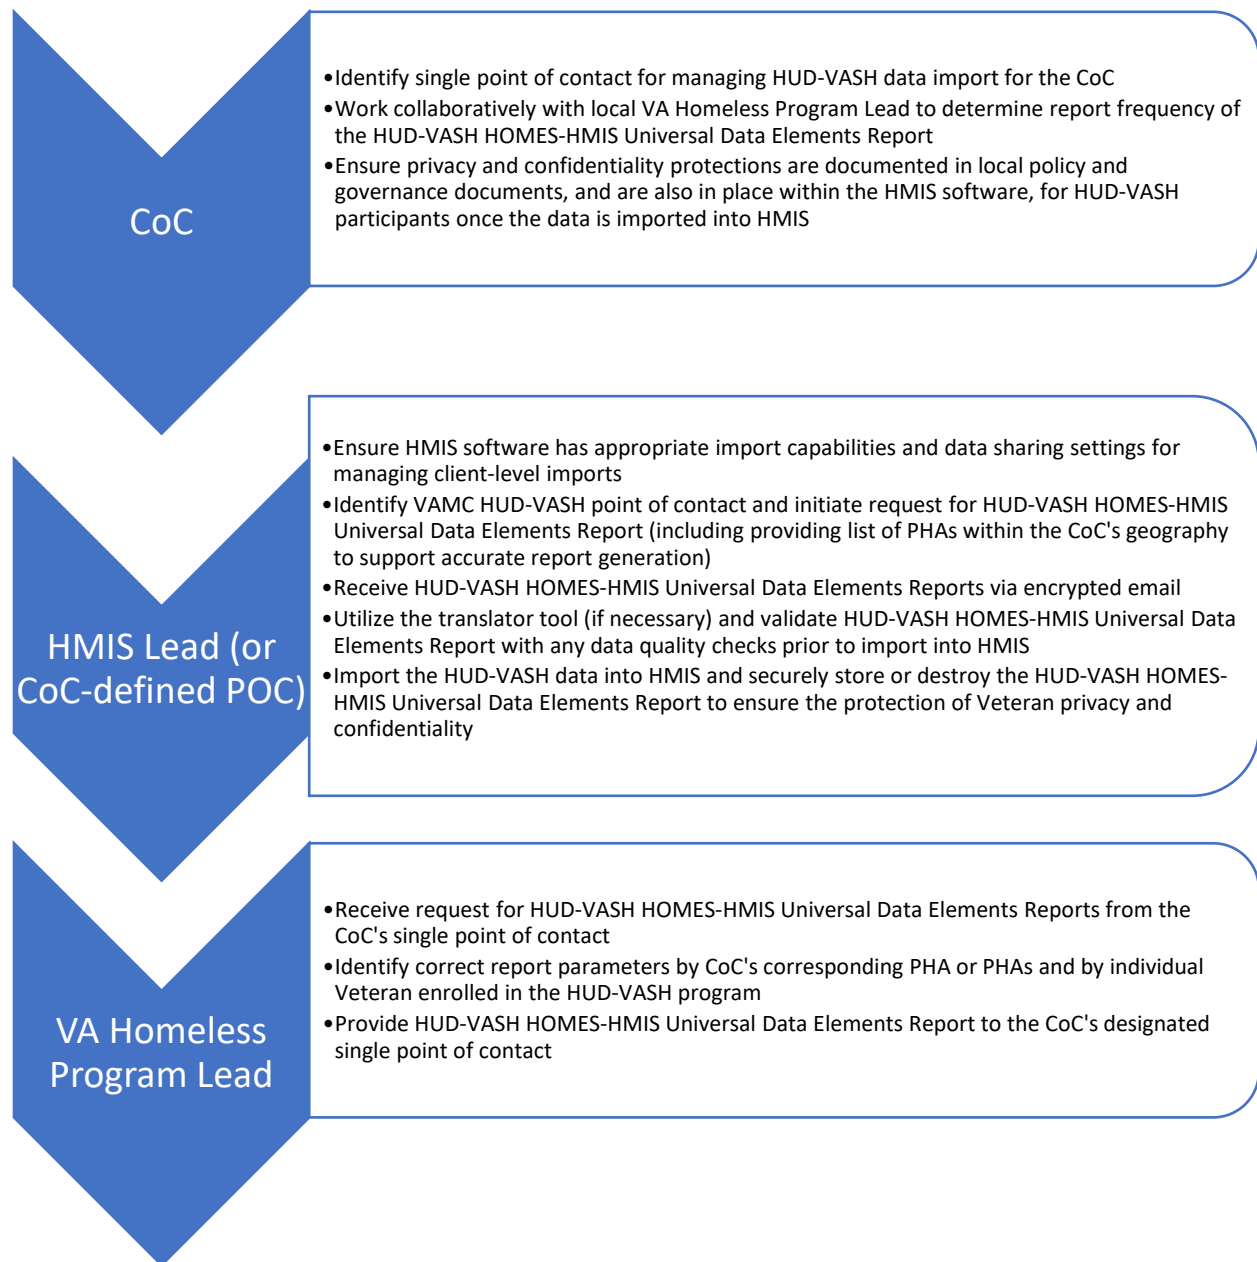 CoC
•Identify single point of contact for managing HUD-VASH data import for the CoC
•Work collaboratively with local VA Homeless Program Lead to determine report frequency of
the HUD-VASH HOMES-HMIS Universal Data Elements Report
•Ensure privacy and confidentiality protections are documented in local policy and
governance documents, and are also in place within the HMIS software, for HUD-VASH
participants once the data is imported into HMIS
HMIS Lead (or
CoC-defined POC)
•Ensure HMIS software has appropriate import capabilities and data sharing settings for
managing client-level imports
•Identify VAMC HUD-VASH point of contact and initiate request for HUD-VASH HOMES-HMIS
Universal Data Elements Report (including providing list of PHAs within the CoC's geography
to support accurate report generation)
•Receive HUD-VASH HOMES-HMIS Universal Data Elements Reports via encrypted email
•Utilize the translator tool (if necessary) and validate HUD-VASH HOMES-HMIS Universal Data
Elements Report with any data quality checks prior to import into HMIS
•Import the HUD-VASH data into HMIS and securely store or destroy the HUD-VASH HOMES-
HMIS Universal Data Elements Report to ensure the protection of Veteran privacy and
confidentiality
VA Homeless
Program Lead
•Receive request for HUD-VASH HOMES-HMIS Universal Data Elements Reports from the
CoC's single point of contact
•Identify correct report parameters by CoC's corresponding PHA or PHAs and by individual
Veteran enrolled in the HUD-VASH program
•Provide HUD-VASH HOMES-HMIS Universal Data Elements Report to the CoC's designated
single point of contact